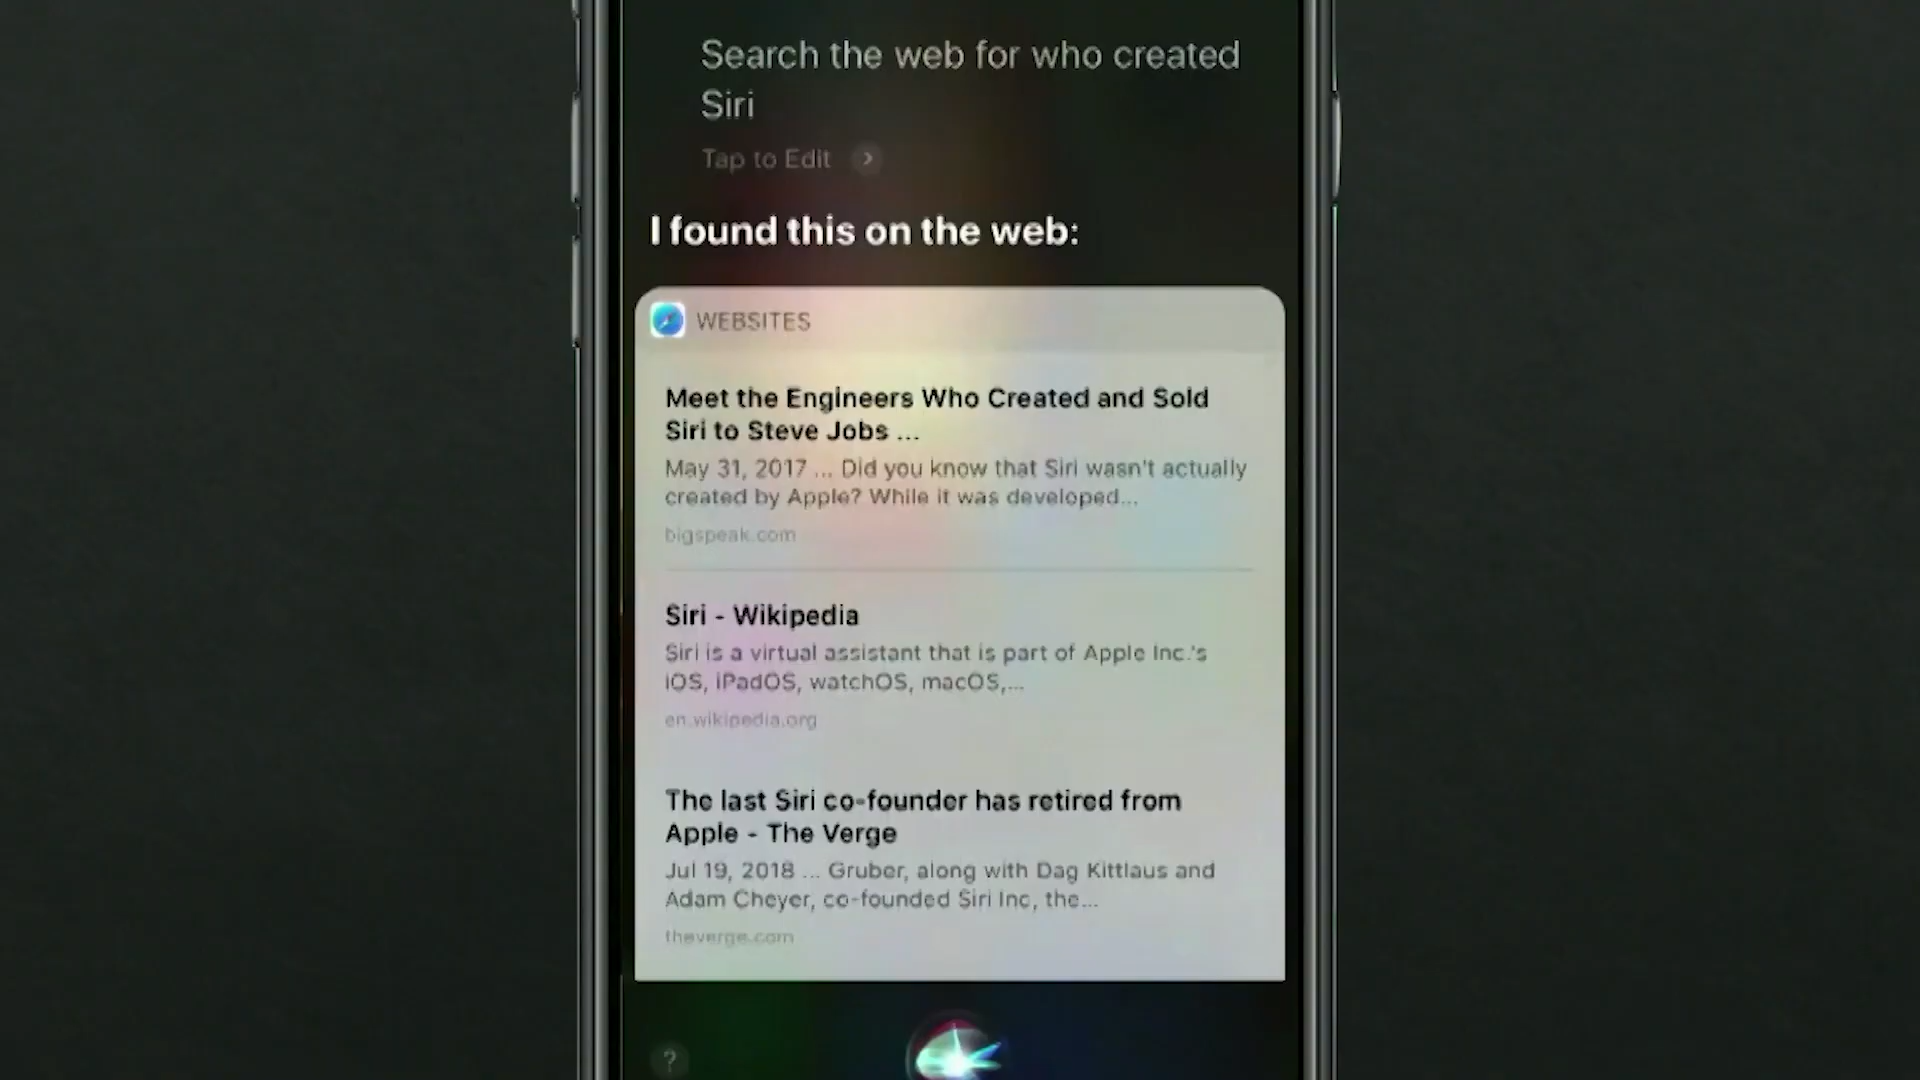 Search the web for who created
Siri
Tap to Edit
I found this on the web:
WEBSITES
Meet the Engineers Who Created and Sold
Siri to Steve Jobs ...
May 31, 2017 ... Did you know that Siri wasn't actually
created by Apple? While it was developed...
bigspeak.com
Siri - Wikipedia
Siri is a virtual assistant that is part of Apple Inc.'s
iOS, iPadOS, watchOS, macOS,...
en.wikipedia.org
The last Siri co-founder has retired from
Apple - The Verge
Jul 19, 2018 ... Gruber, along with Dag Kittlaus and
Adam Cheyer, co-founded Siri Inc, the...
theverge.com
?